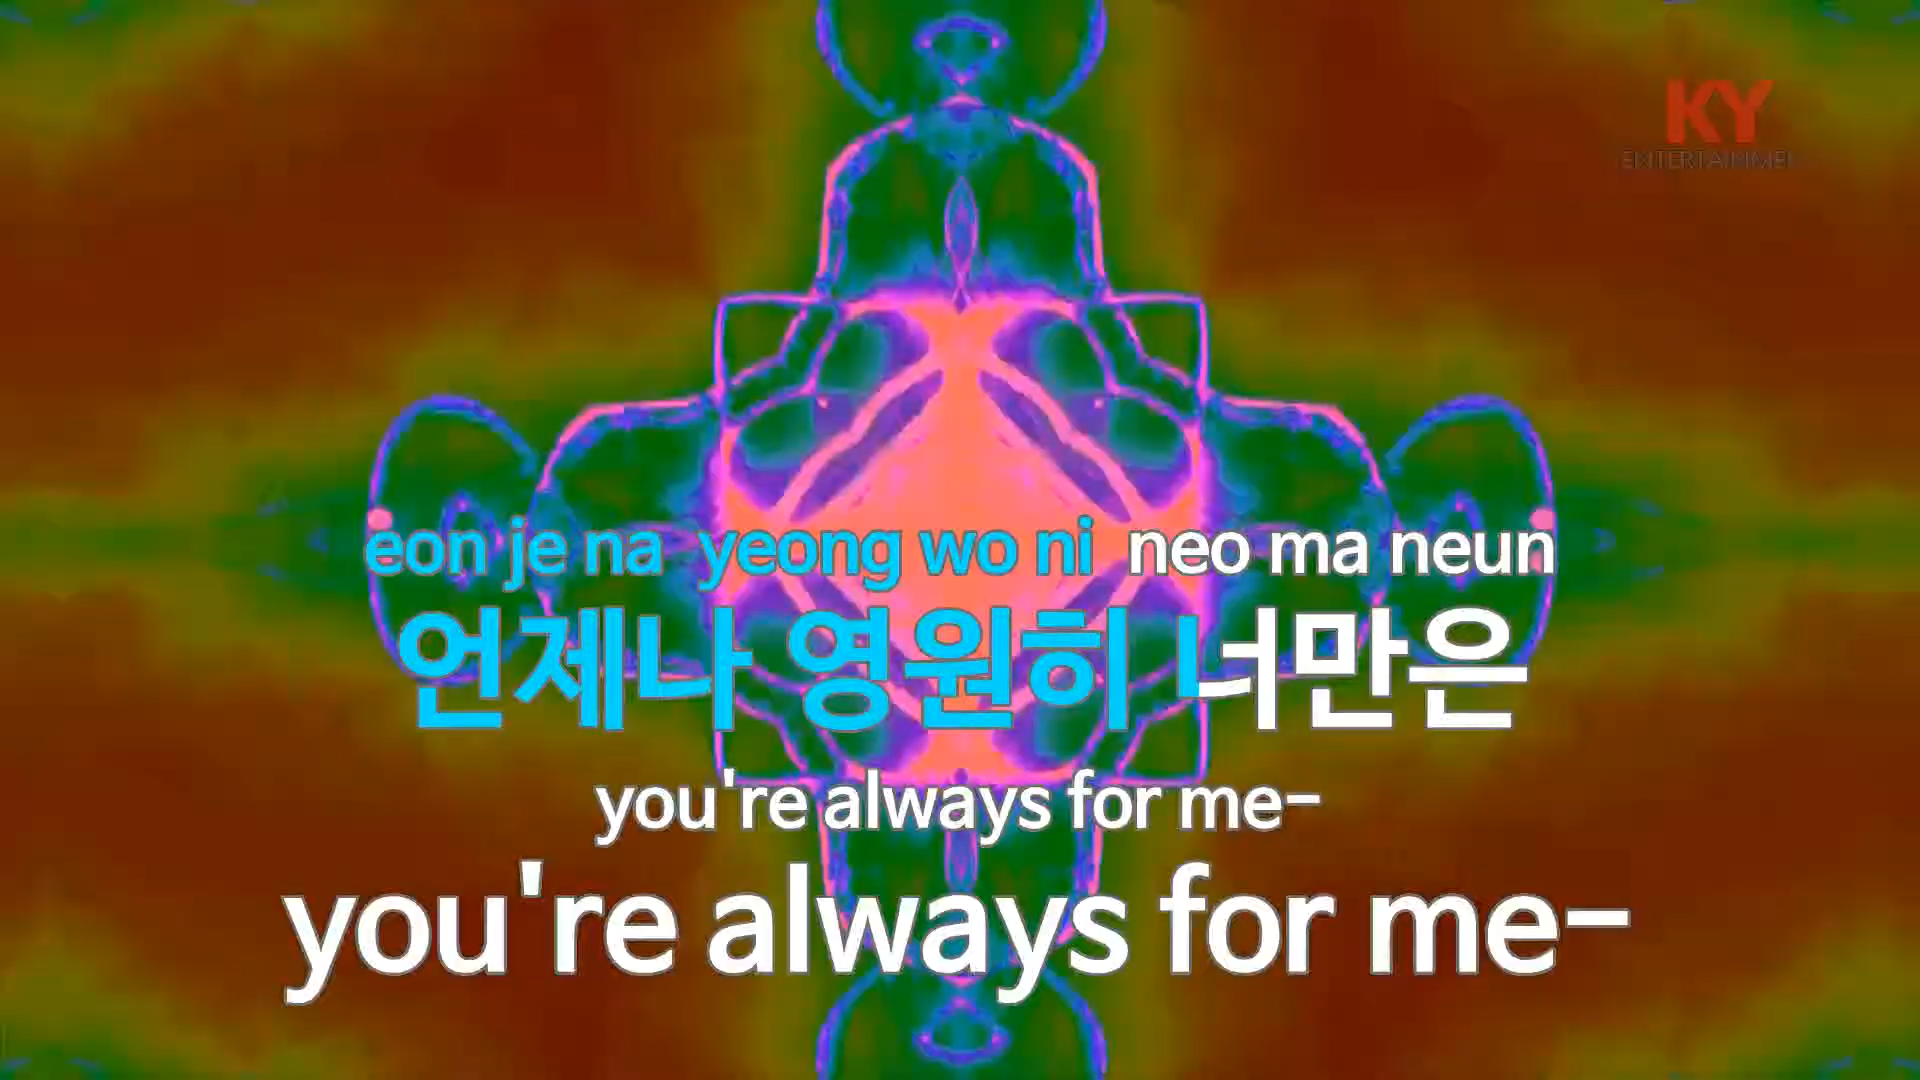 KY
ENTERTAINMEN
eon je na yeong wo ni neo ma neun
언제나 영원히 너만은
you're always for me-
you're always for me-